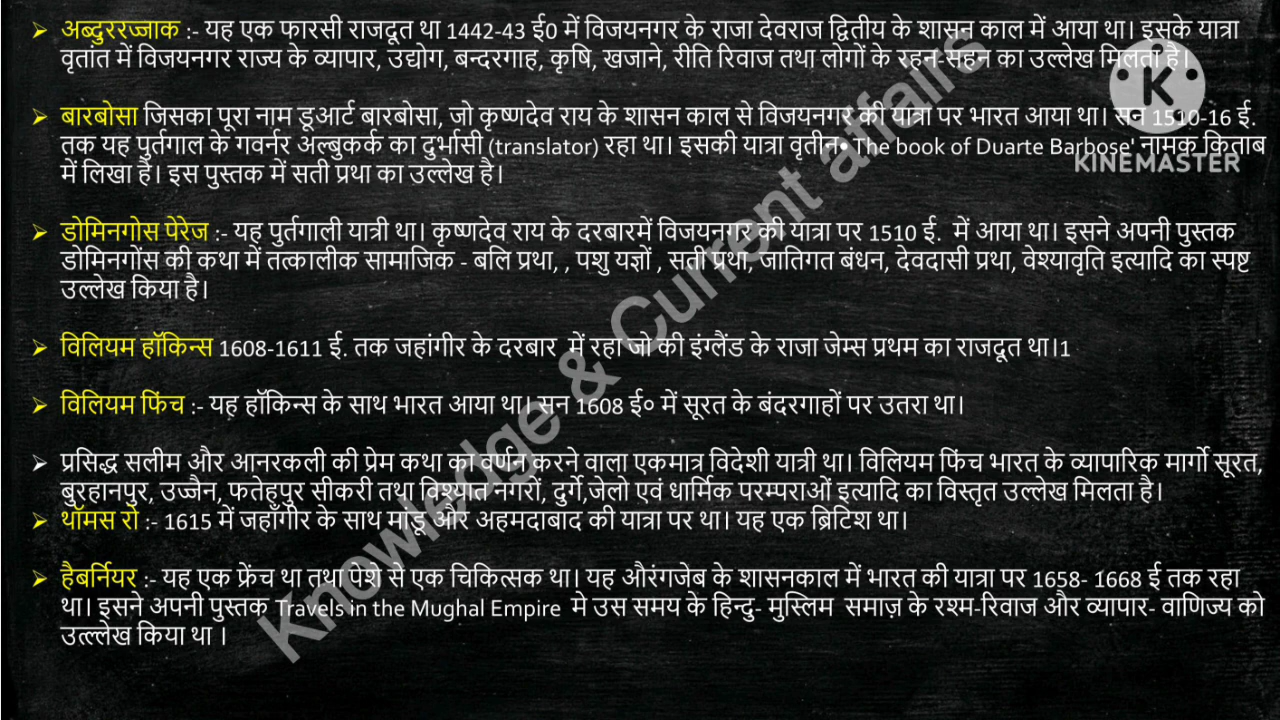 अब्दुररज्जाक :- यह एक फारसी राजदूत था 1442-43 ई0 में विजयनगर के राजा देवराज द्वितीय के शासन काल में आया था। इसके यात्रा
वृतांत में विजयनगर राज्य के व्यापार, उद्योग, बन्दरगाह, कृषि, खजाने, रीति रिवाज तथा लोगों के रहन-सहन का उल्लेख मिलता है।
बारबोसा जिसका पूरा नाम डूआर्ट बारबोसा, जो कृष्णदेव राय के शासन काल से विजयनगर की यात्रा पर भारत आया था। सन 1510-16 ई.
तक यह पुर्तगाल के गवर्नर अल्बुकर्क का दुर्भासी (translator) रहा था। इसकी यात्रा वृतीन• The book of Duarte Barbose' नामक किताब
में लिखा है। इस पुस्तक में सती प्रथा का उल्लेख है।
डोमिनगोस पेरेज :- यह पुर्तगाली यात्री था। कृष्णदेव राय के दरबारमें विजयनगर की यात्रा पर 1510 ई. में आया था। इसने अपनी पुस्तक
डोमिनगोंस की कथा में तत्कालीक सामाजिक - बलि प्रथा, , पशु यज्ञों , सती प्रथा, जातिगत बंधन, देवदासी प्रथा, वेश्यावृति इत्यादि का स्पष्ट
उल्लेख किया है।
विलियम हॉकिन्स 1608-1611 ई. तक जहांगीर के दरबार में रहा जो की इंग्लैंड के राजा जेम्स प्रथम का राजदूत था।1
विलियम फिंच :- यह हॉकिन्स के साथ भारत आया था। सन 1608 ई० में सूरत के बंदरगाहों पर उतरा था।
प्रसिद्ध सलीम और आनरकली की प्रेम कथा का वर्णन करने वाला एकमात्र विदेशी यात्री था। विलियम फिंच भारत के व्यापारिक मार्गो सूरत,
बुरहानपुर, उज्जैन, फतेहपुर सीकरी तथा विश्यात नगरों, दुर्गे,जेलो एवं धार्मिक परम्पराओं इत्यादि का विस्तृत उल्लेख मिलता है।
थॉमस रो :- 1615 में जहाँगीर के साथ मांडू और अहमदाबाद की यात्रा पर था। यह एक ब्रिटिश था।
हैबर्नियर :- यह एक फ्रेंच था तथा पेशे से एक चिकित्सक था। यह औरंगजेब के शासनकाल में भारत की यात्रा पर 1658- 1668 ई तक रहा
था। इसने अपनी पुस्तक Travels in the Mughal Empire मे उस समय के हिन्दु- मुस्लिम समाज़ के रश्म-रिवाज और व्यापार- वाणिज्य को
उत्लेख किया था ।
Knowledge & Current affairs
K
KINEMASTER